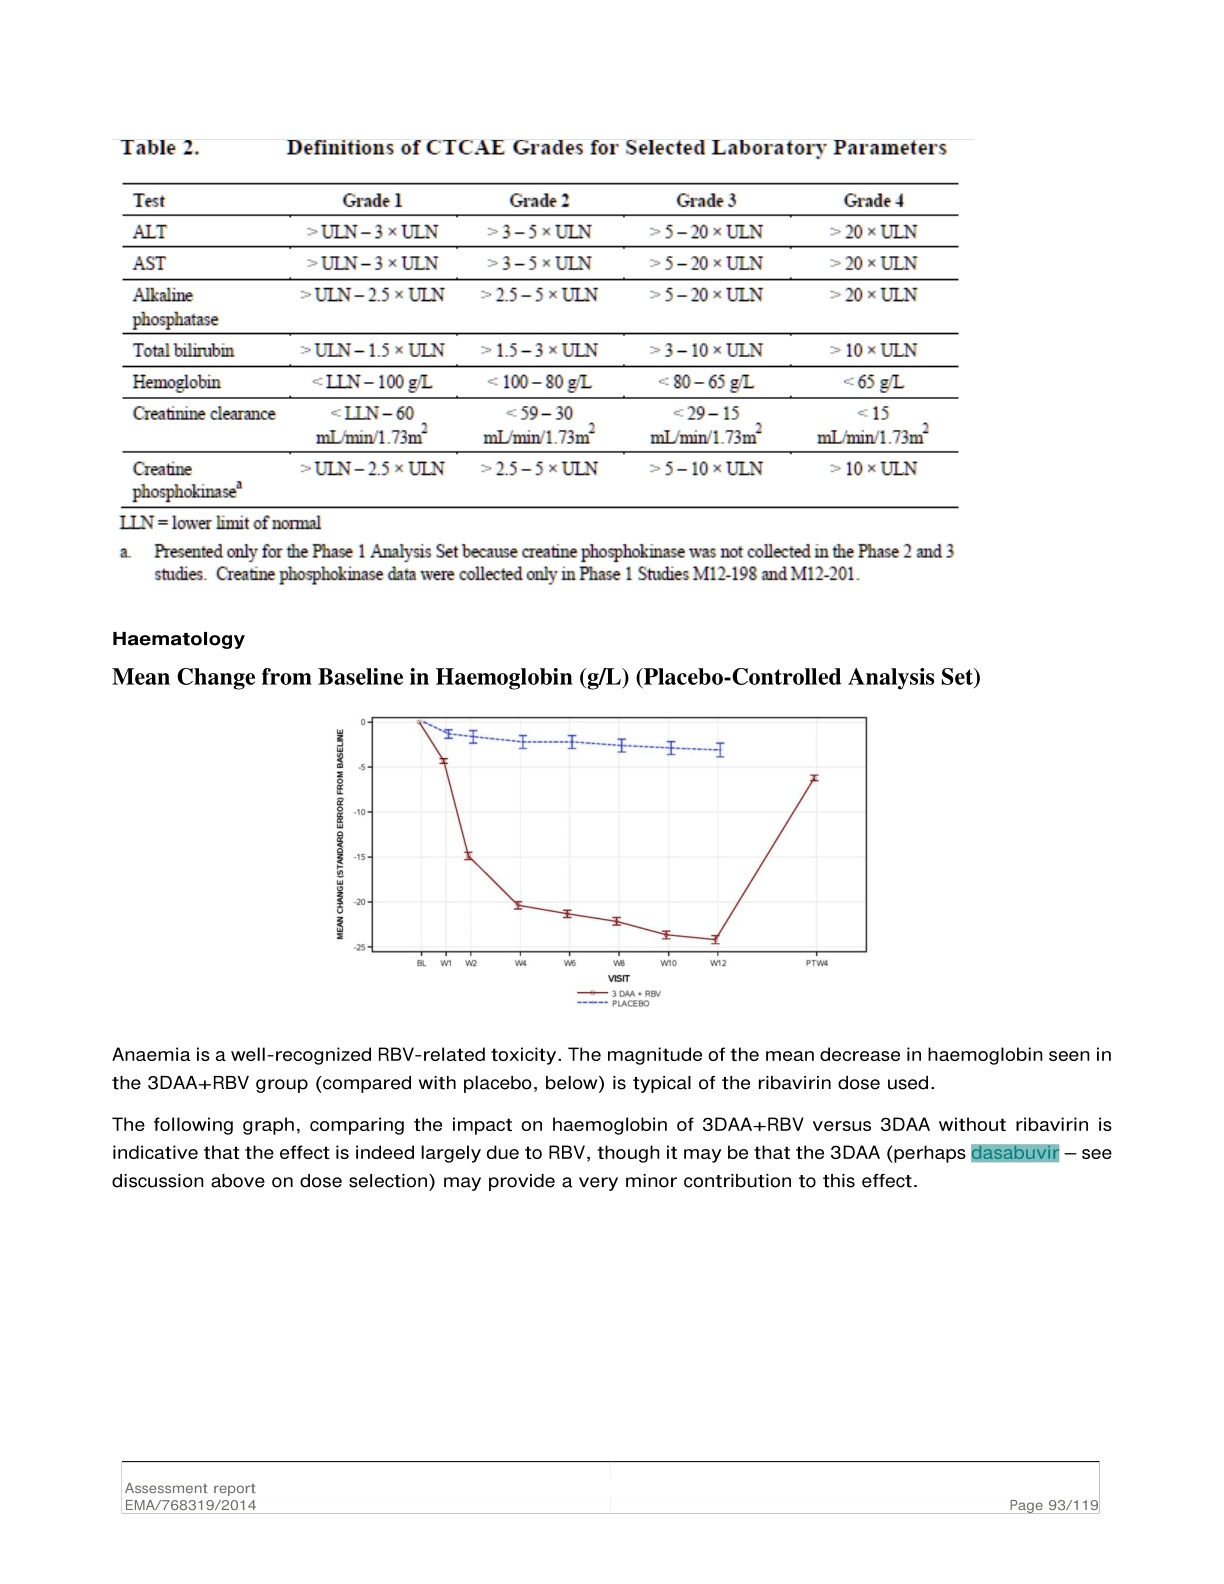 Table 2. Definitions of CTCAE Grades for Selected Laboratory Parameters
Test Grade 1 Grade 2 Grade 3 Grade 4
ALT > ULN – 3 × ULN > 3 – 5 × ULN > 5 – 20 × ULN > 20 × ULN
AST > ULN – 3 × ULN > 3 – 5 × ULN > 5 – 20 × ULN > 20 × ULN
Alkaline > ULN – 2.5 × ULN > 2.5 – 5 × ULN > 5 – 20 × ULN > 20 × ULN
phosphatase
Total bilirubin > ULN – 1.5 × ULN > 1.5 – 3 × ULN > 3 – 10 × ULN > 10 × ULN
Hemoglobin < LLN – 100 g/L < 100 – 80 g/L < 80 – 65 g/L < 65 g/L
Creatinine clearance < LLN – 60 < 59 – 30 < 29 – 15 < 15
mL/min/1.73m² mL/min/1.73m² mL/min/1.73m² mL/min/1.73m²
Creatine > ULN – 2.5 × ULN > 2.5 – 5 × ULN > 5 – 10 × ULN > 10 × ULN
phosphokinaseᵃ
LLN = lower limit of normal
a. Presented only for the Phase 1 Analysis Set because creatine phosphokinase was not collected in the Phase 2 and 3
studies. Creatine phosphokinase data were collected only in Phase 1 Studies M12-198 and M12-201.
Haematology
Mean Change from Baseline in Haemoglobin (g/L) (Placebo-Controlled Analysis Set)
MEAN CHANGE (STANDARD ERROR) FROM BASELINE
0
-5
-10
-15
-20
-25
BL W1 W2 W4 W6 W8 W10 W12 PTW4
VISIT
3 DAA + RBV
PLACEBO
Anaemia is a well-recognized RBV-related toxicity. The magnitude of the mean decrease in haemoglobin seen in
the 3DAA+RBV group (compared with placebo, below) is typical of the ribavirin dose used.
The following graph, comparing the impact on haemoglobin of 3DAA+RBV versus 3DAA without ribavirin is
indicative that the effect is indeed largely due to RBV, though it may be that the 3DAA (perhaps dasabuvir – see
discussion above on dose selection) may provide a very minor contribution to this effect.
Assessment report
EMA/768319/2014 Page 93/119